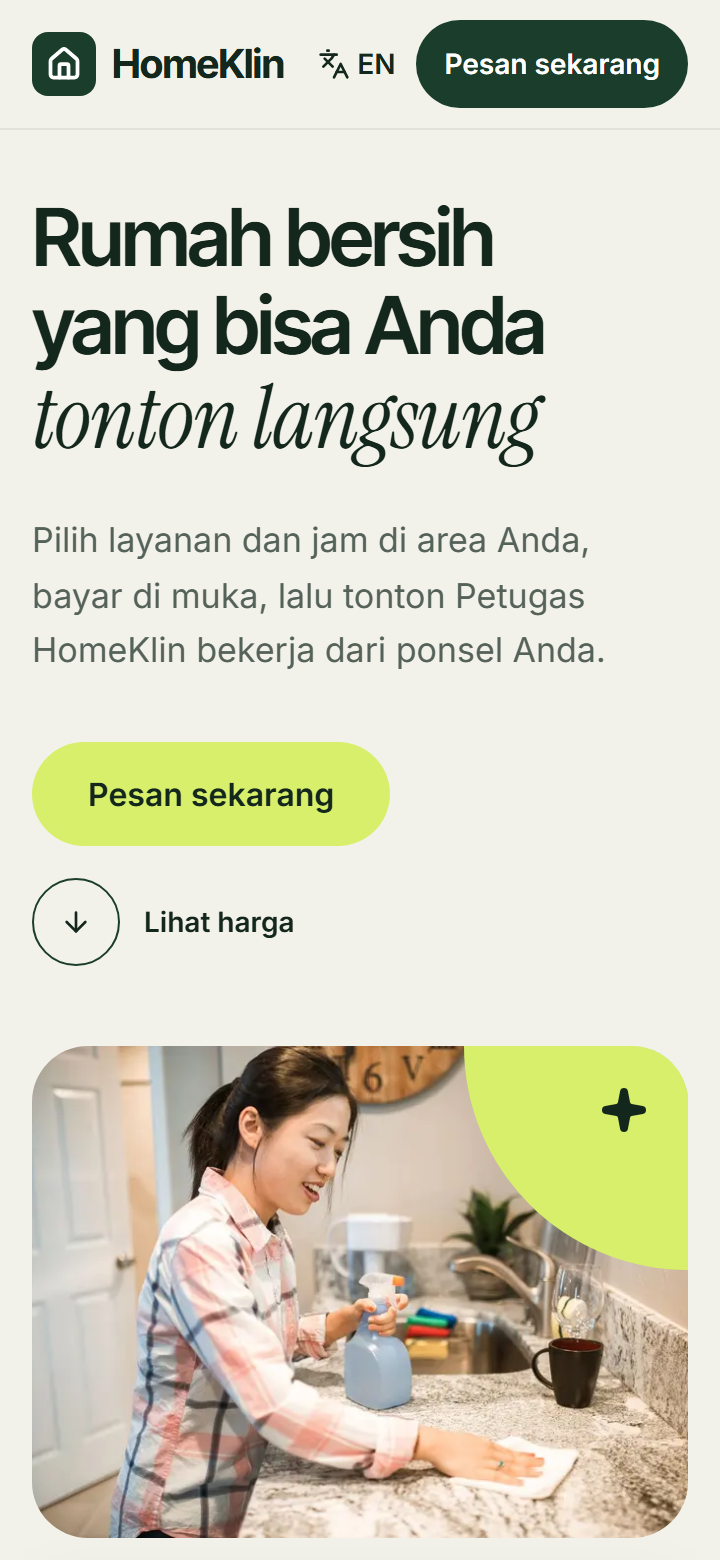 HomeKlin
EN
Pesan sekarang
Rumah bersih
yang bisa Anda
tonton langsung
Pilih layanan dan jam di area Anda,
bayar di muka, lalu tonton Petugas
HomeKlin bekerja dari ponsel Anda.
Pesan sekarang
Lihat harga
6 V